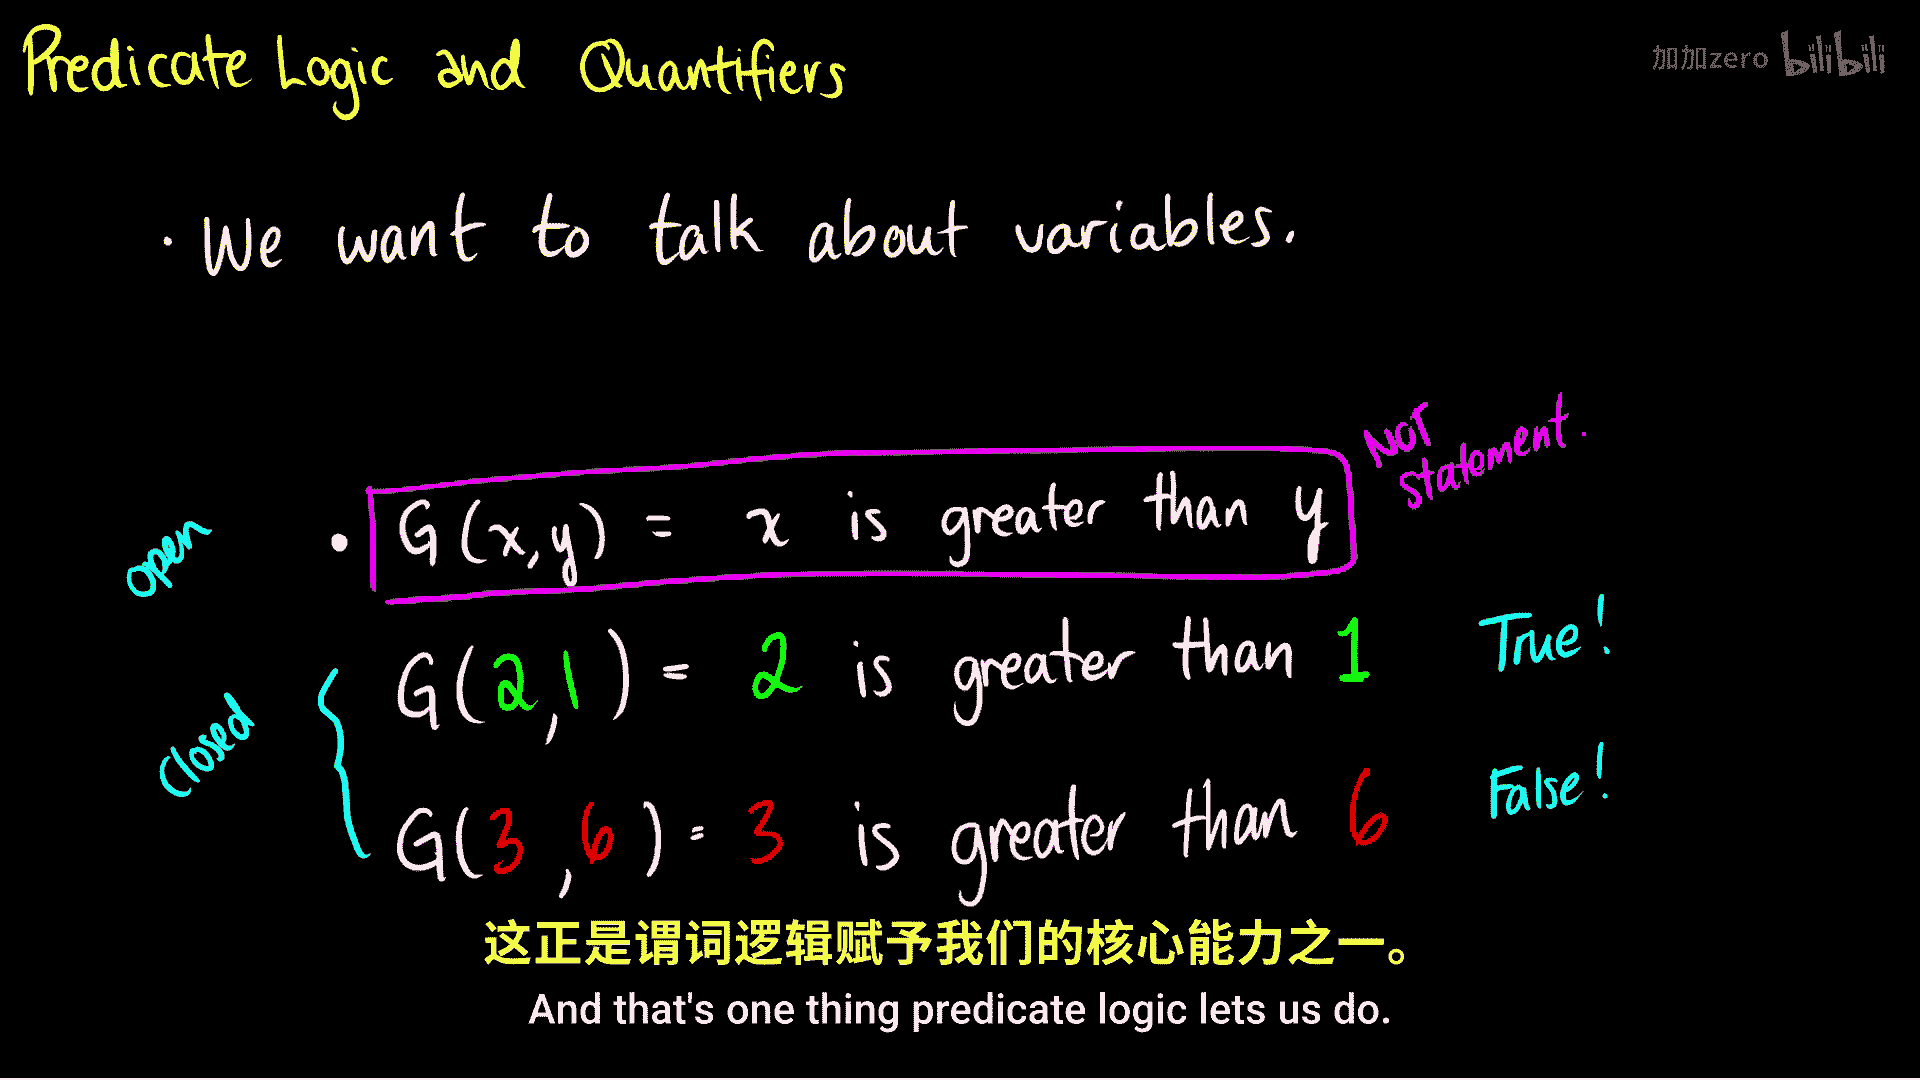 Predicate Logic and Quantifiers
加加zero bilibili
· We want to talk about variables.
NOT
statement.
open
• G(x,y) = x is greater than y
G(2,1) = 2 is greater than 1 True!
closed
G(3,6) = 3 is greater than 6 False!
这正是谓词逻辑赋予我们的核心能力之一。
And that's one thing predicate logic lets us do.